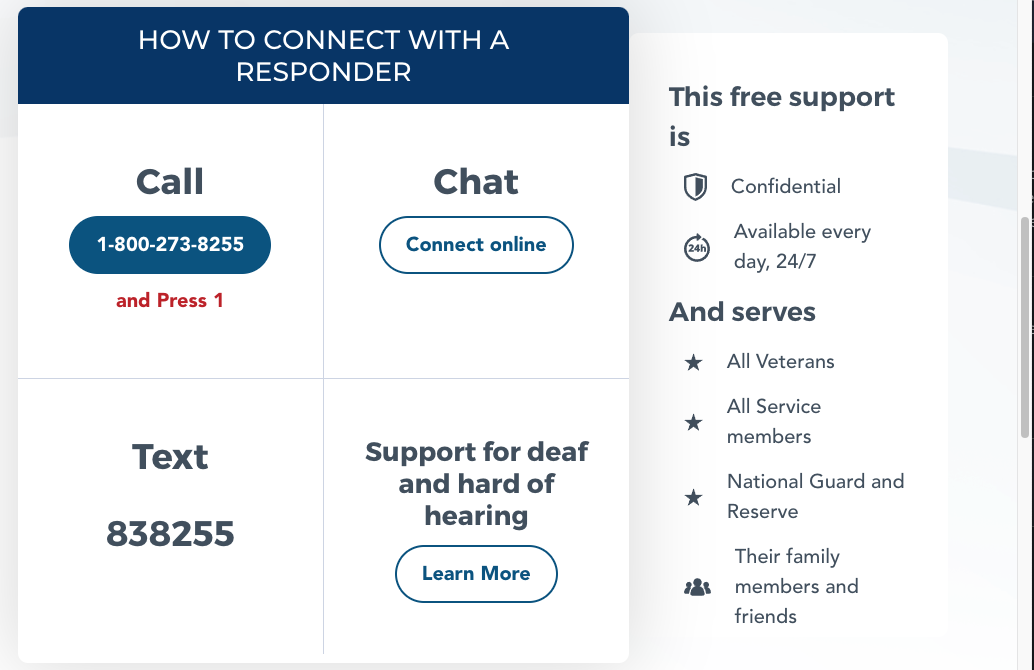 HOW TO CONNECT WITH A
RESPONDER
Call
1-800-273-8255
and Press 1
Chat
Connect online
Text
838255
Support for deaf
and hard of
hearing
Learn More
This free support
is
Confidential
24h
Available every
day, 24/7
And serves
All Veterans
All Service
members
National Guard and
Reserve
Their family
members and
friends